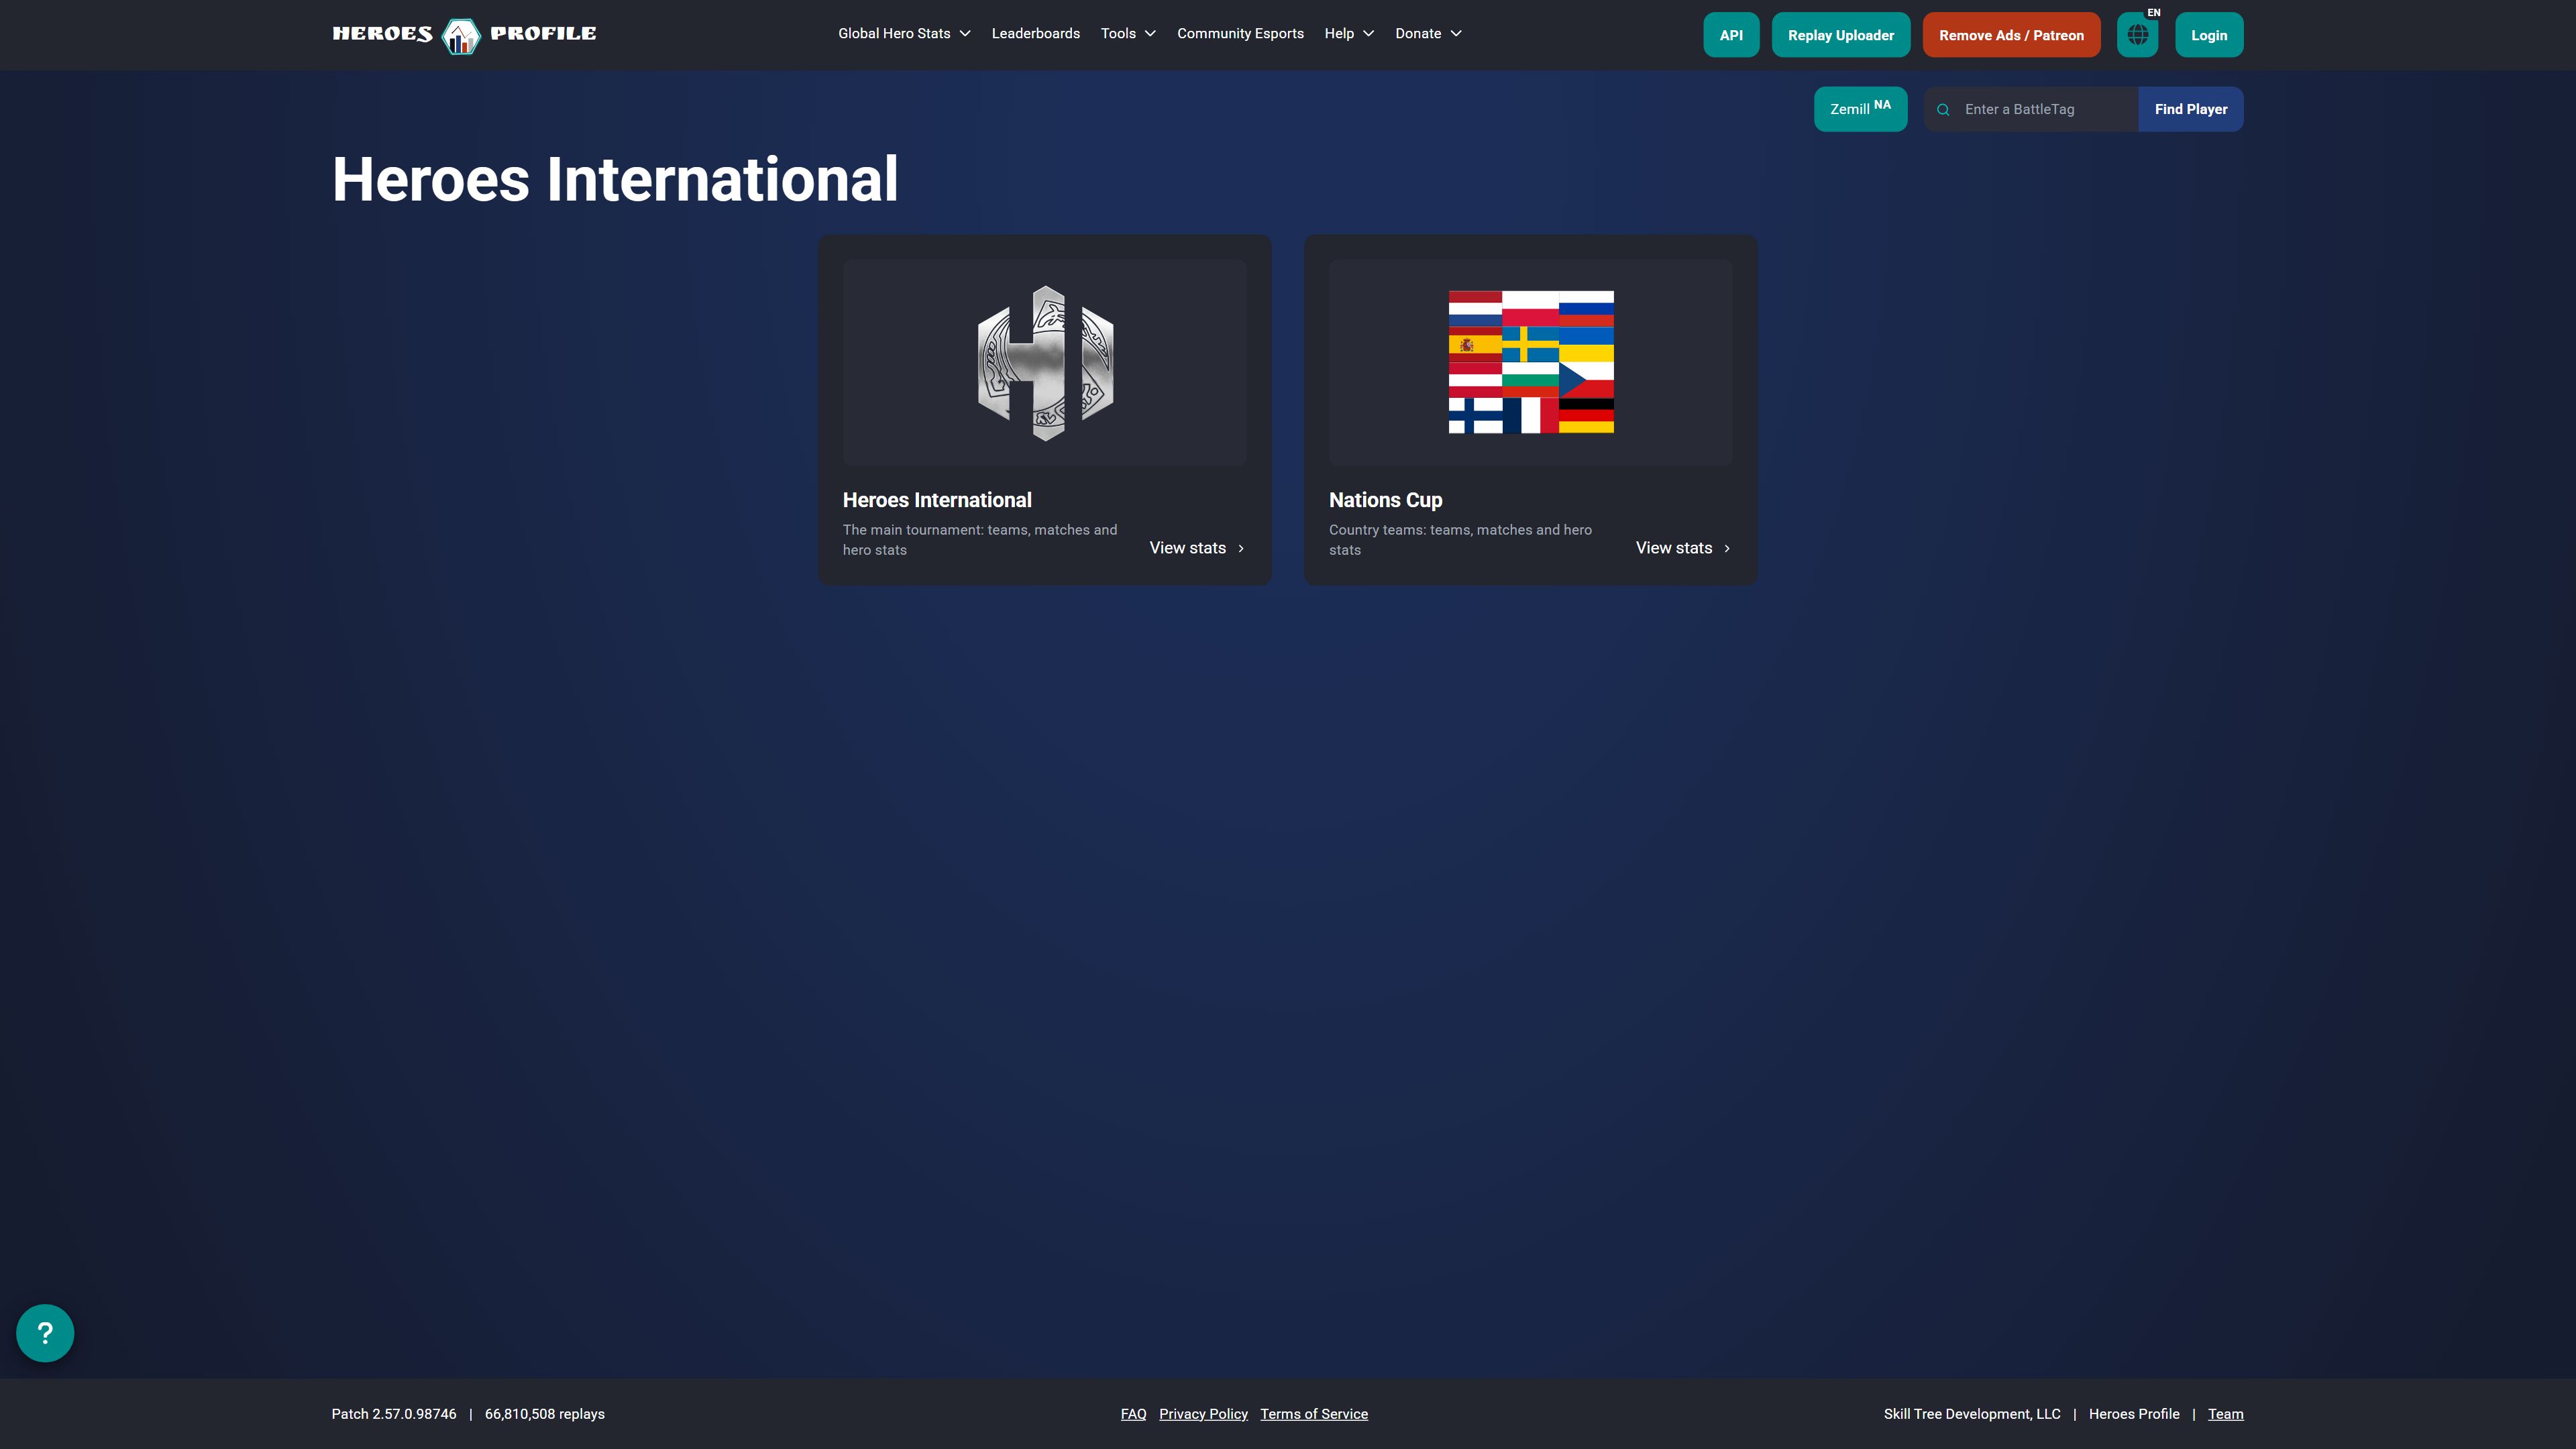 HEROES PROFILE
Global Hero Stats Leaderboards Tools Community Esports Help Donate
API Replay Uploader Remove Ads / Patreon EN Login
Zemill NA Enter a BattleTag Find Player
Heroes International
Heroes International
The main tournament: teams, matches and
hero stats
View stats
Nations Cup
Country teams: teams, matches and hero
stats
View stats
?
Patch 2.57.0.98746 | 66,810,508 replays
FAQ Privacy Policy Terms of Service
Skill Tree Development, LLC | Heroes Profile | Team